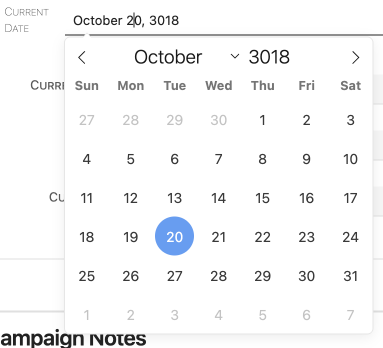 CURRENT
DATE
October 20, 3018
October 3018
Sun Mon Tue Wed Thu Fri Sat
27 28 29 30 1 2 3
CURR
4 5 6 7 8 9 10
11 12 13 14 15 16 17
CU
18 19 20 21 22 23 24
25 26 27 28 29 30 31
1 2 3 4 5 6 7
ampaign Notes